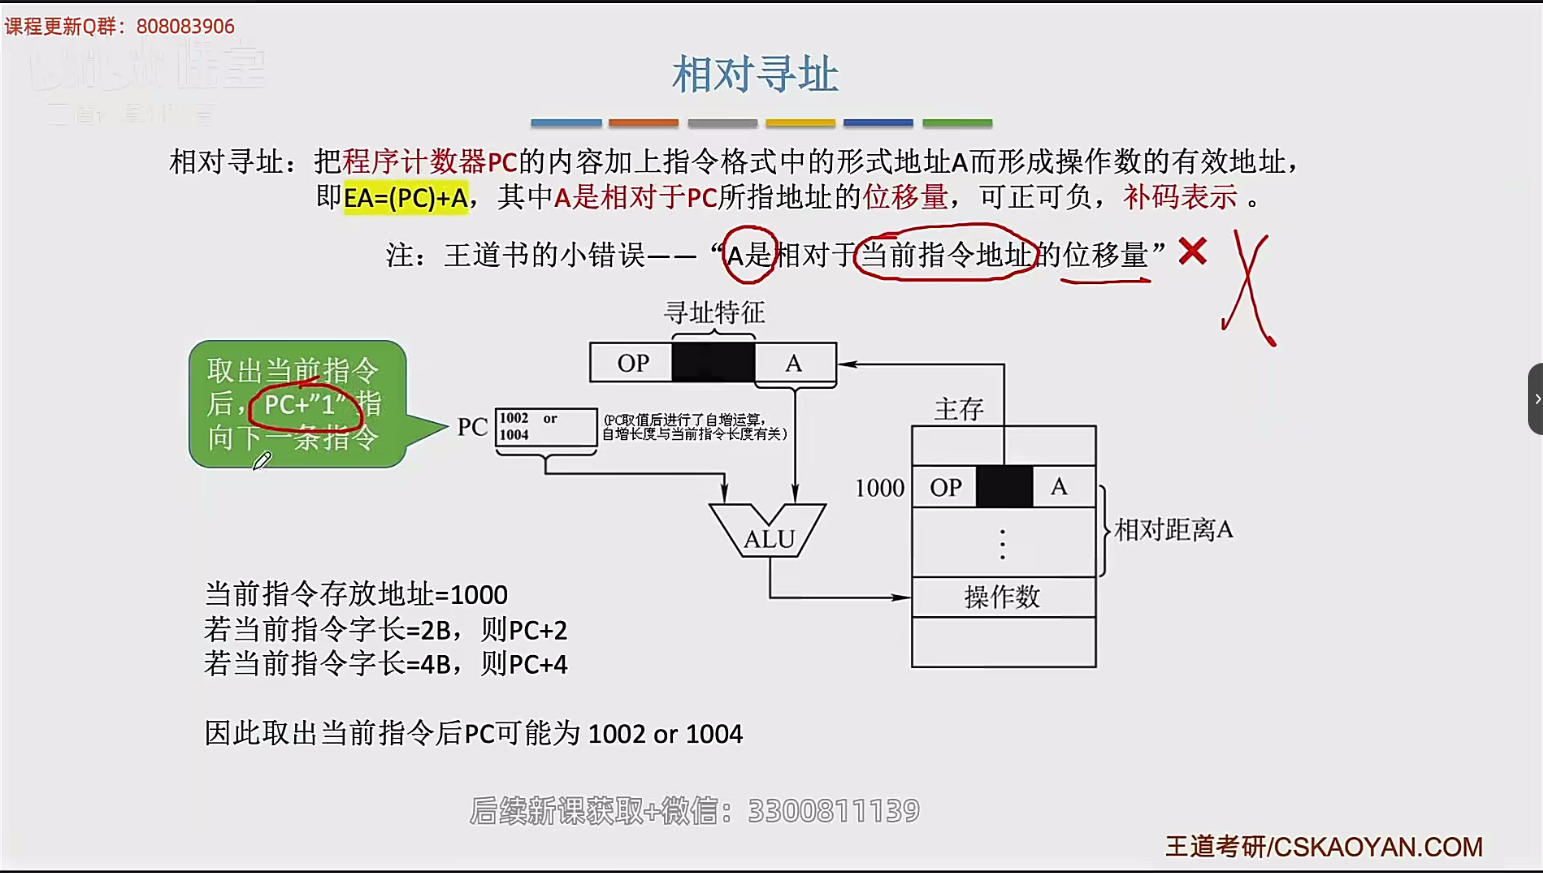 课程更新Q群：808083906
相对寻址
相对寻址：把程序计数器PC的内容加上指令格式中的形式地址A而形成操作数的有效地址，
即EA=(PC)+A，其中A是相对于PC所指地址的位移量，可正可负，补码表示 。
注：王道书的小错误——“A是相对于当前指令地址的位移量”
寻址特征
OP A
取出当前指令
后，PC+”1”指
向下一条指令
PC
1002 or
1004
(PC取值后进行了自增运算，
自增长度与当前指令长度有关)
主存
1000 OP A
相对距离A
ALU
操作数
当前指令存放地址=1000
若当前指令字长=2B，则PC+2
若当前指令字长=4B，则PC+4
因此取出当前指令后PC可能为 1002 or 1004
后续新课获取+微信：3300811139
王道考研/CSKAOYAN.COM